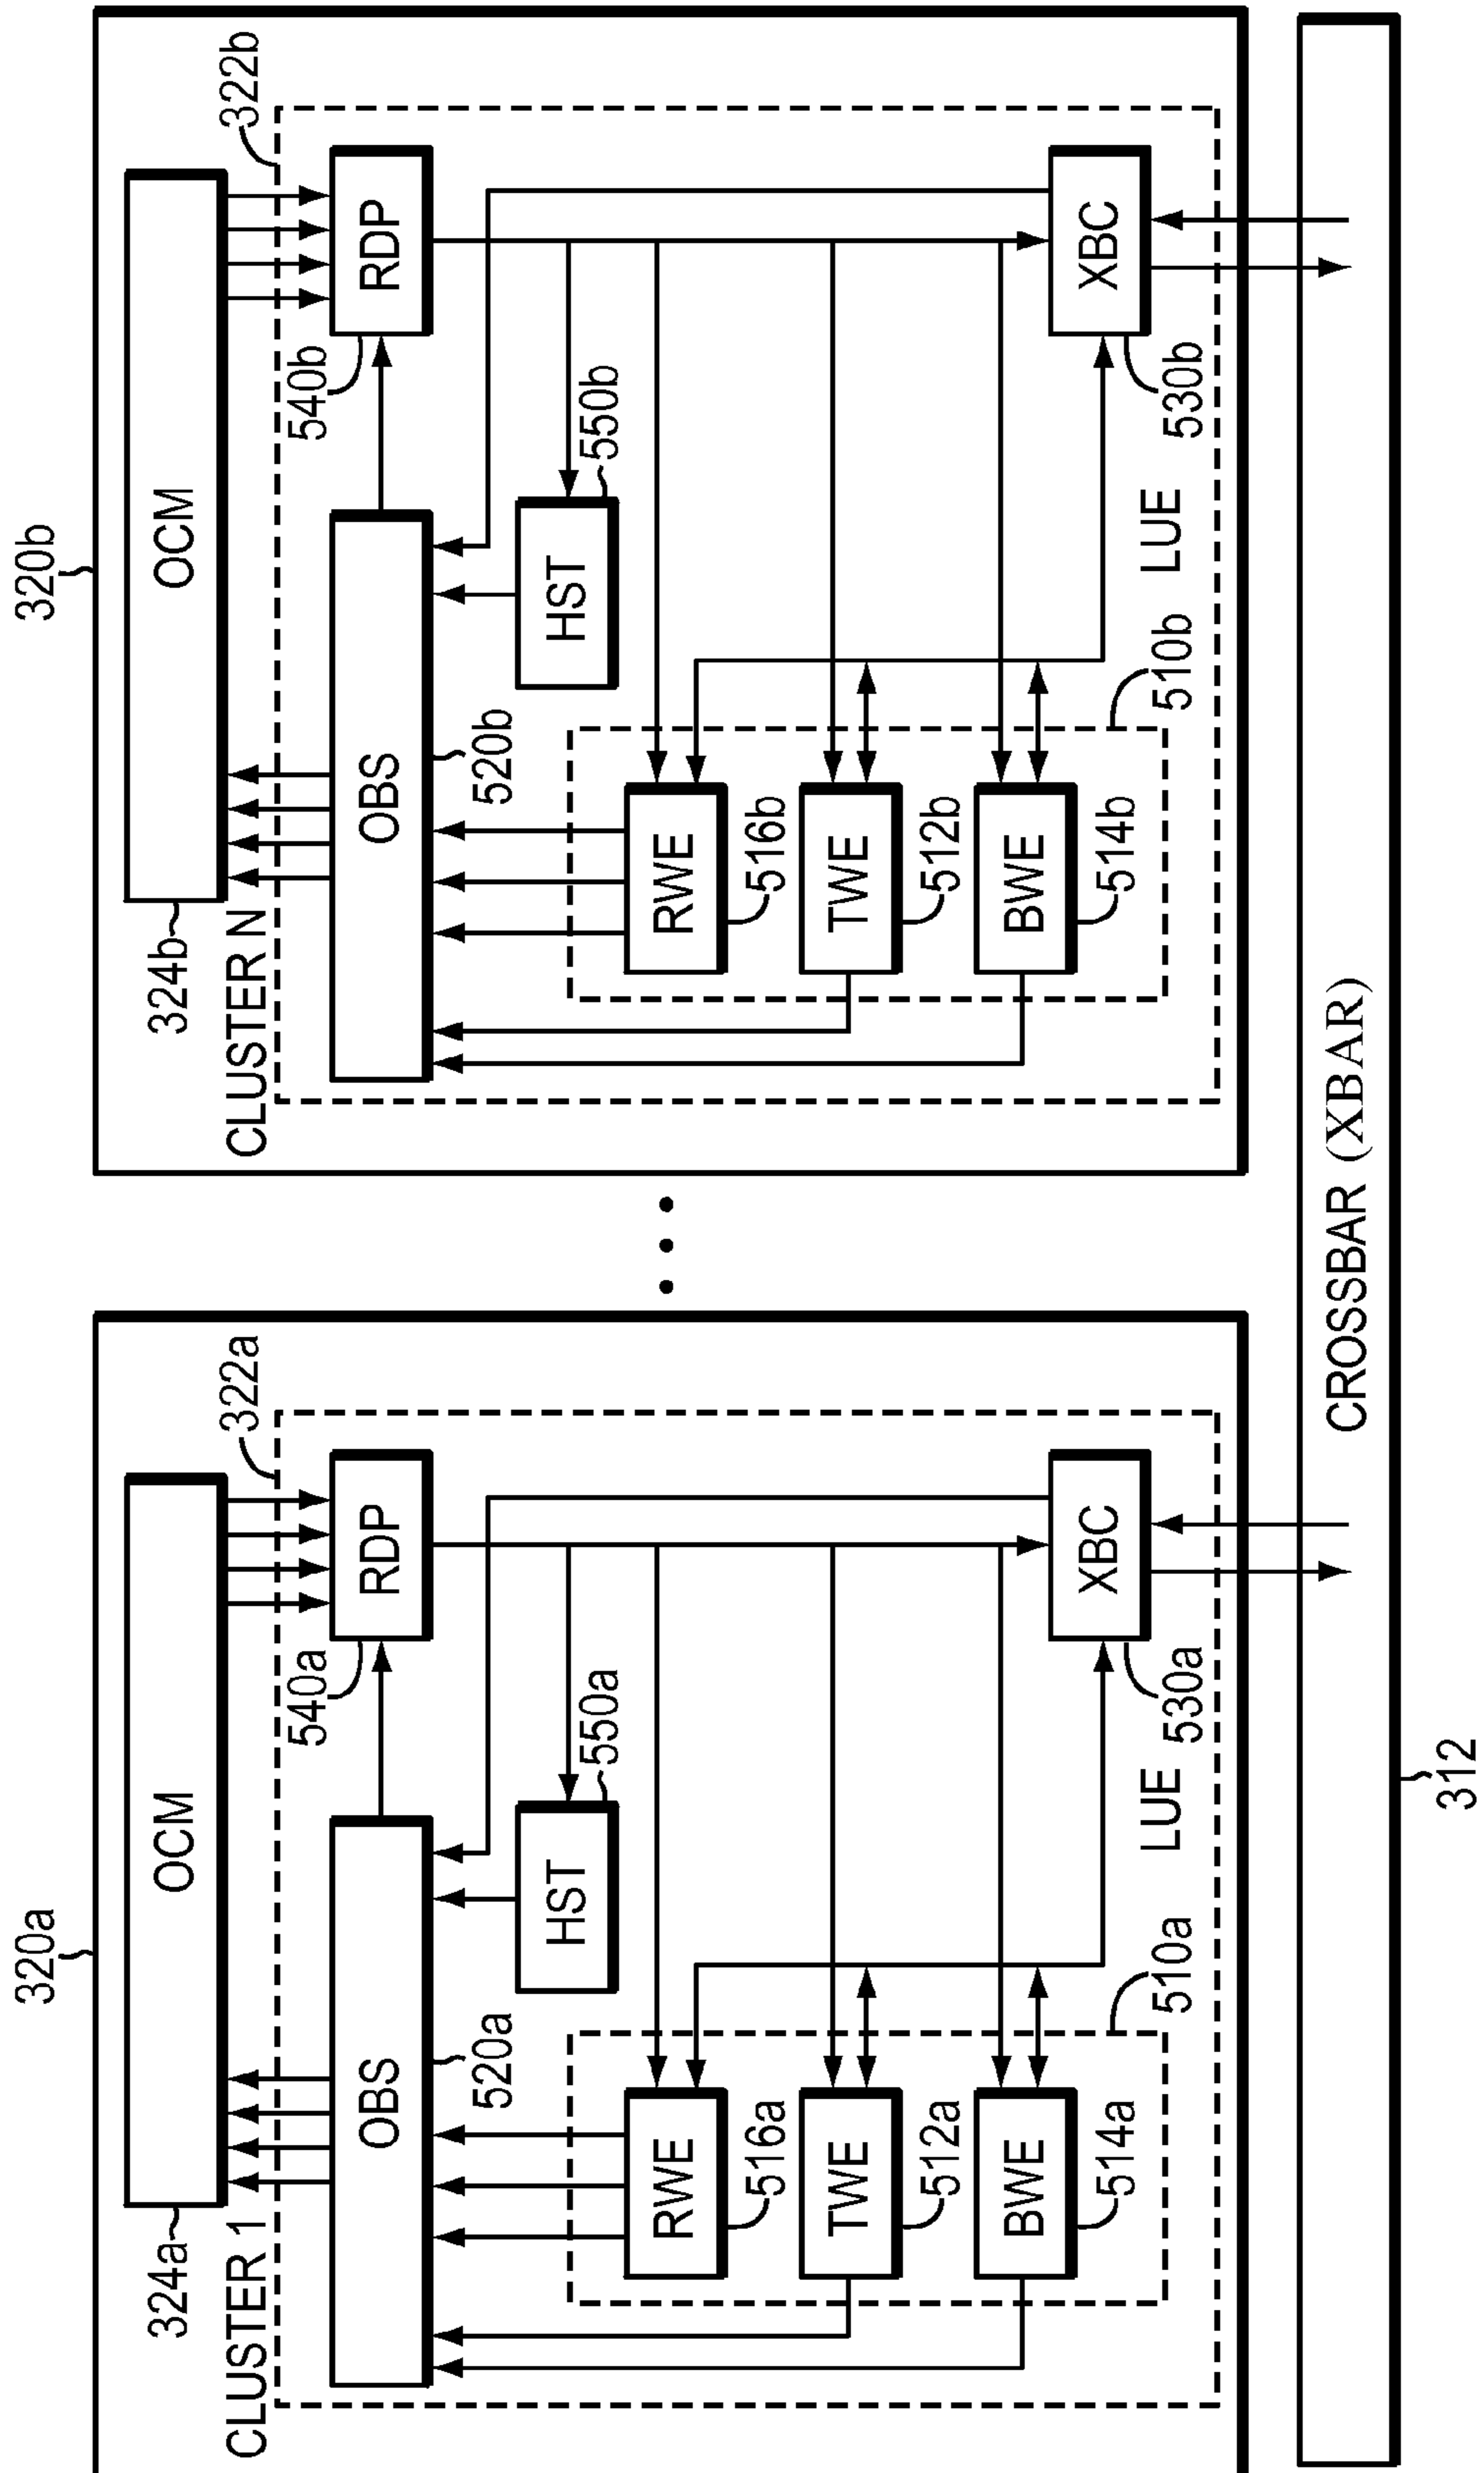 320a
324a
OCM
CLUSTER 1
322a
OBS
520a
540a
RDP
HST
550a
RWE
516a
TWE
512a
BWE
514a
510a
LUE
530a
XBC
320b
324b
OCM
CLUSTER N
322b
OBS
520b
540b
RDP
HST
550b
RWE
516b
TWE
512b
BWE
514b
510b
LUE
530b
XBC
CROSSBAR (XBAR)
312